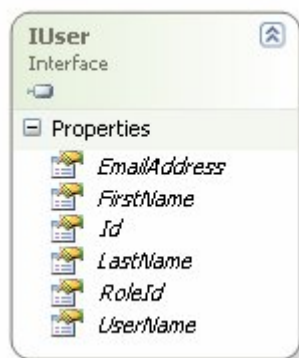 IUser
Interface
Properties
EmailAddress
FirstName
Id
LastName
RoleId
UserName